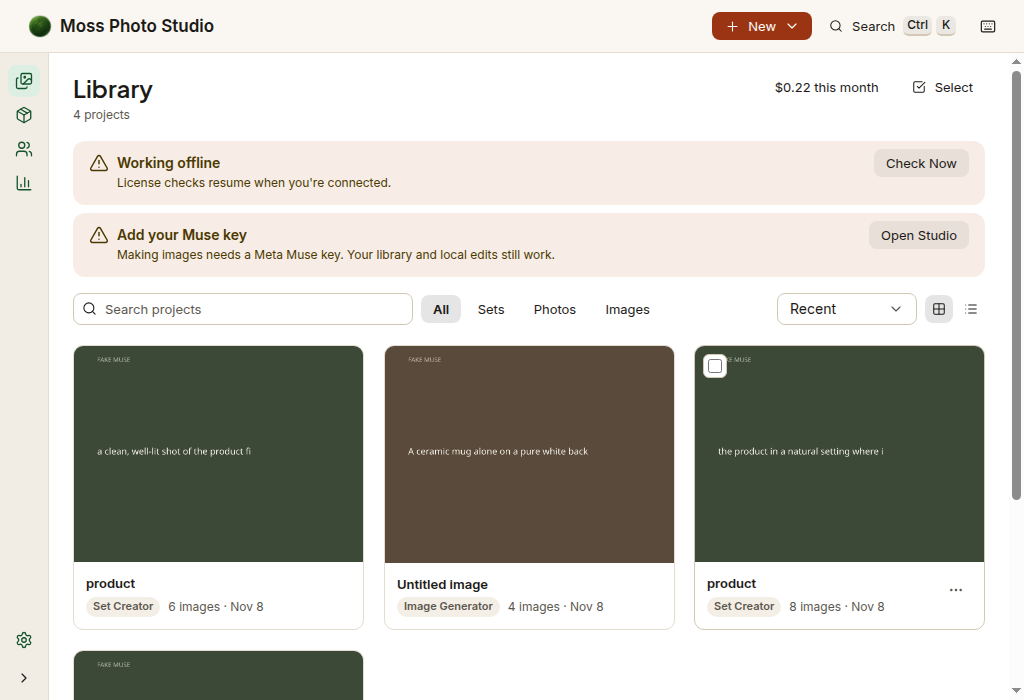 Moss Photo Studio
New
Search Ctrl K
Library
4 projects
$0.22 this month
Select
Working offline
License checks resume when you're connected.
Check Now
Add your Muse key
Making images needs a Meta Muse key. Your library and local edits still work.
Open Studio
Search projects
All
Sets
Photos
Images
Recent
FAKE MUSE
a clean, well-lit shot of the product fi
product
Set Creator
6 images · Nov 8
FAKE MUSE
A ceramic mug alone on a pure white back
Untitled image
Image Generator
4 images · Nov 8
KE MUSE
the product in a natural setting where i
product
Set Creator
8 images · Nov 8
FAKE MUSE